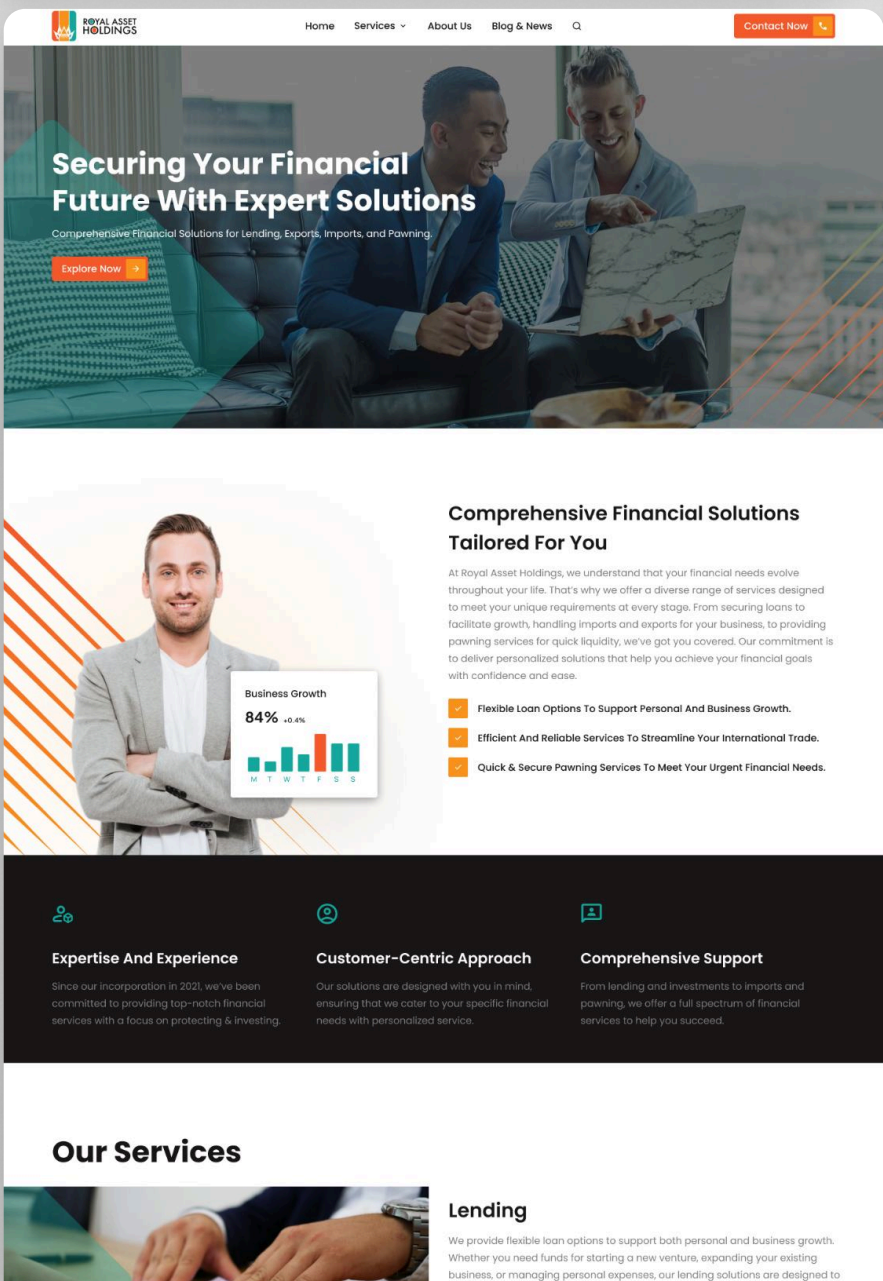 ROYAL ASSET
HOLDINGS
Home
Services
About Us
Blog & News
Contact Now
Securing Your Financial
Future With Expert Solutions
Comprehensive Financial Solutions for Lending, Exports, Imports, and Pawning.
Explore Now
Comprehensive Financial Solutions
Tailored For You
At Royal Asset Holdings, we understand that your financial needs evolve
throughout your life. That's why we offer a diverse range of services designed
to meet your unique requirements at every stage. From securing loans to
facilitate growth, handling imports and exports for your business, to providing
pawning services for quick liquidity, we've got you covered. Our commitment is
to deliver personalized solutions that help you achieve your financial goals
with confidence and ease.
Flexible Loan Options To Support Personal And Business Growth.
Efficient And Reliable Services To Streamline Your International Trade.
Quick & Secure Pawning Services To Meet Your Urgent Financial Needs.
Business Growth
84% +0.4%
M T W T F S S
Expertise And Experience
Since our incorporation in 2021, we've been
committed to providing top-notch financial
services with a focus on protecting & investing.
Customer-Centric Approach
Our solutions are designed with you in mind,
ensuring that we cater to your specific financial
needs with personalized service.
Comprehensive Support
From lending and investments to imports and
pawning, we offer a full spectrum of financial
services to help you succeed.
Our Services
Lending
We provide flexible loan options to support both personal and business growth.
Whether you need funds for starting a new venture, expanding your existing
business, or managing personal expenses, our lending solutions are designed to